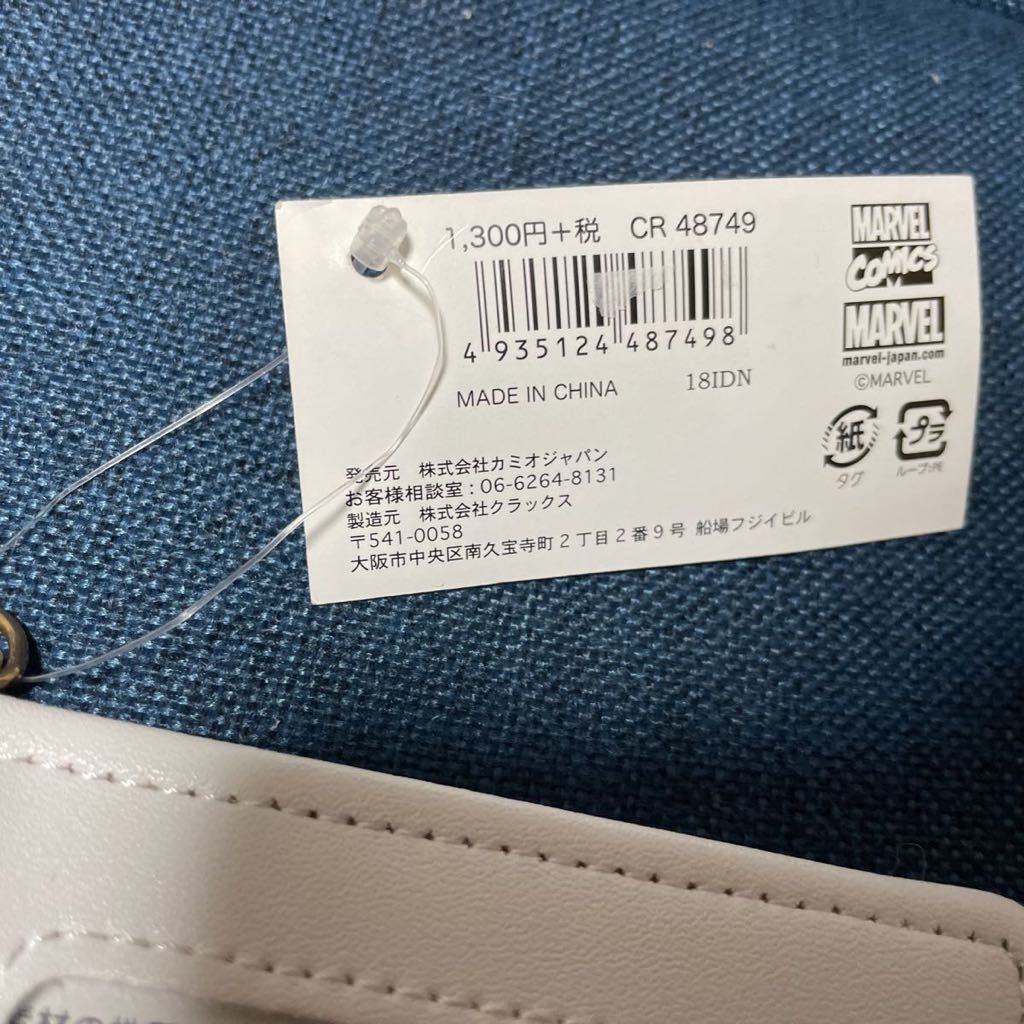 1,300円+税 CR 48749
4 935124 487498
MADE IN CHINA 18IDN
MARVEL
COMICS
MARVEL
marvel-japan.com
©MARVEL
紙
タグ
プラ
ループ:PE
発売元 株式会社カミオジャパン
お客様相談室：06-6264-8131
製造元 株式会社クラックス
〒541-0058
大阪市中央区南久宝寺町2丁目2番9号 船場フジイビル